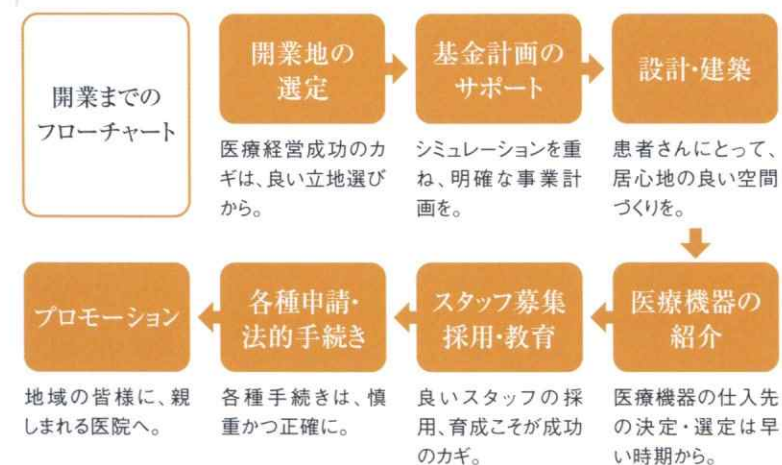 開業までの
フローチャート
開業地の
選定
医療経営成功のカ
ギは、良い立地選び
から。
基金計画の
サポート
シミュレーションを重
ね、明確な事業計
画を。
設計・建築
患者さんにとって、
居心地の良い空間
づくりを。
医療機器の
紹介
医療機器の仕入先
の決定・選定は早
い時期から。
スタッフ募集
採用・教育
良いスタッフの採
用、育成こそが成功
のカギ。
各種申請・
法的手続き
各種手続きは、慎
重かつ正確に。
プロモーション
地域の皆様に、親
しまれる医院へ。